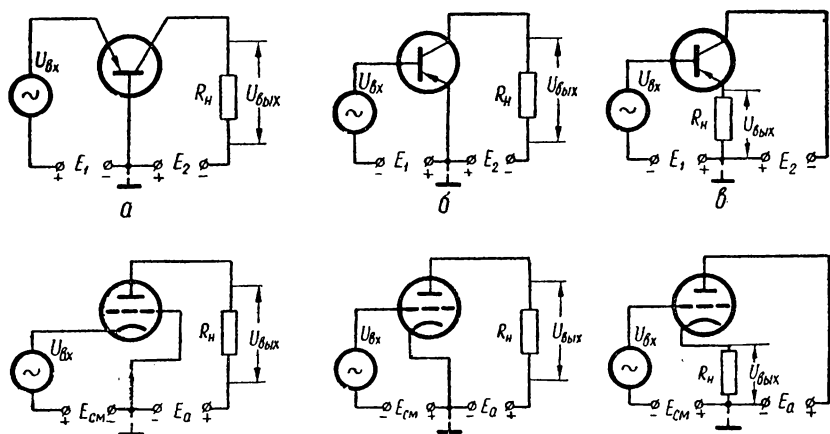 Uвх
Rн
Uвых
+ E1 - + E2 -
а
Uвх
Rн
Uвых
- E1 + + E2 -
б
Uвх
Rн
Uвых
- E1 + + E2 -
в
Uвх
Rн
Uвых
+ Eсм - - Eа +
Uвх
Rн
Uвых
- Eсм + - Eа +
Uвх
Rн
Uвых
- Eсм + - Eа +